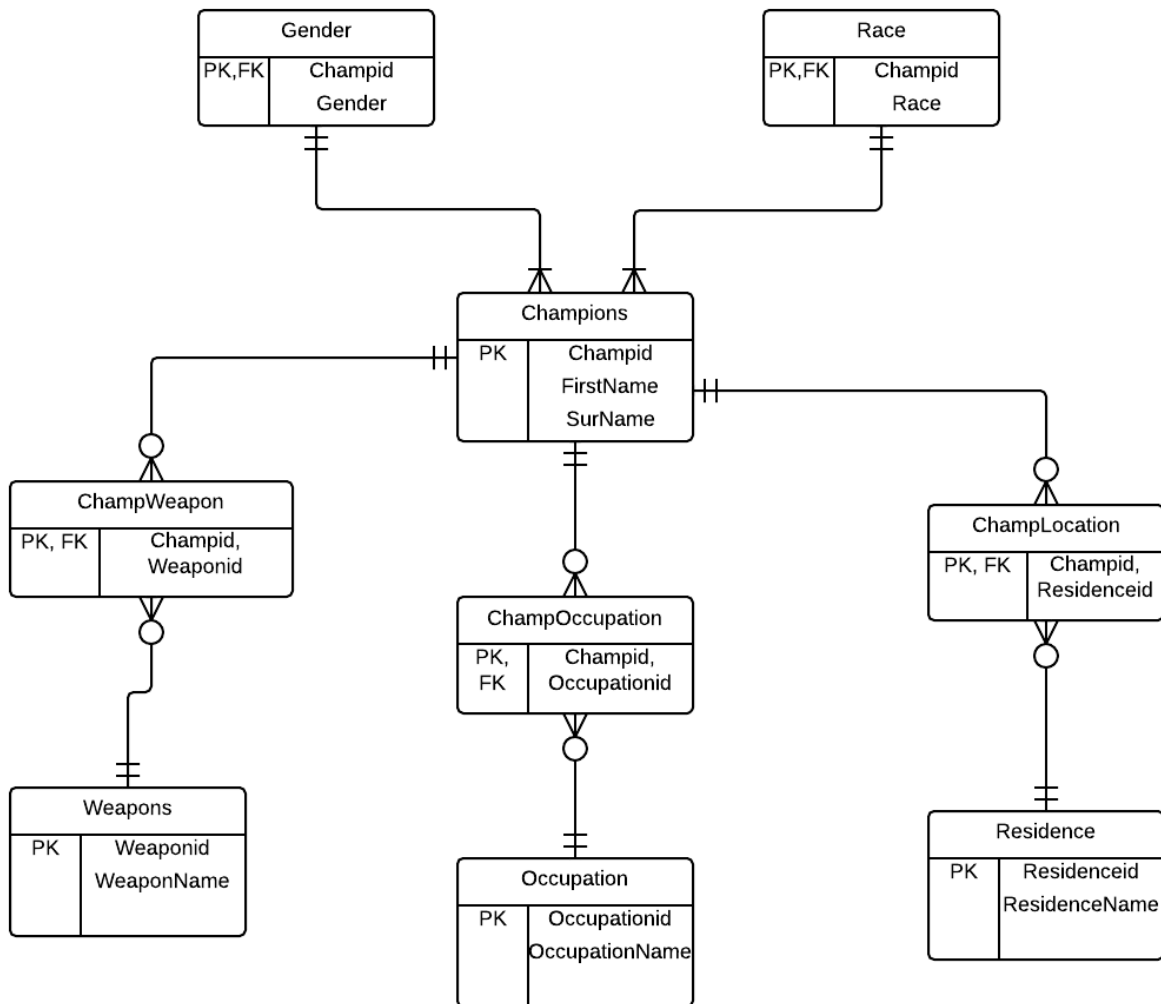 Gender
PK,FK Champid
Gender
Race
PK,FK Champid
Race
Champions
PK Champid
FirstName
SurName
ChampWeapon
PK, FK Champid,
Weaponid
ChampOccupation
PK, Champid,
FK Occupationid
ChampLocation
PK, FK Champid,
Residenceid
Weapons
PK Weaponid
WeaponName
Occupation
PK Occupationid
OccupationName
Residence
PK Residenceid
ResidenceName